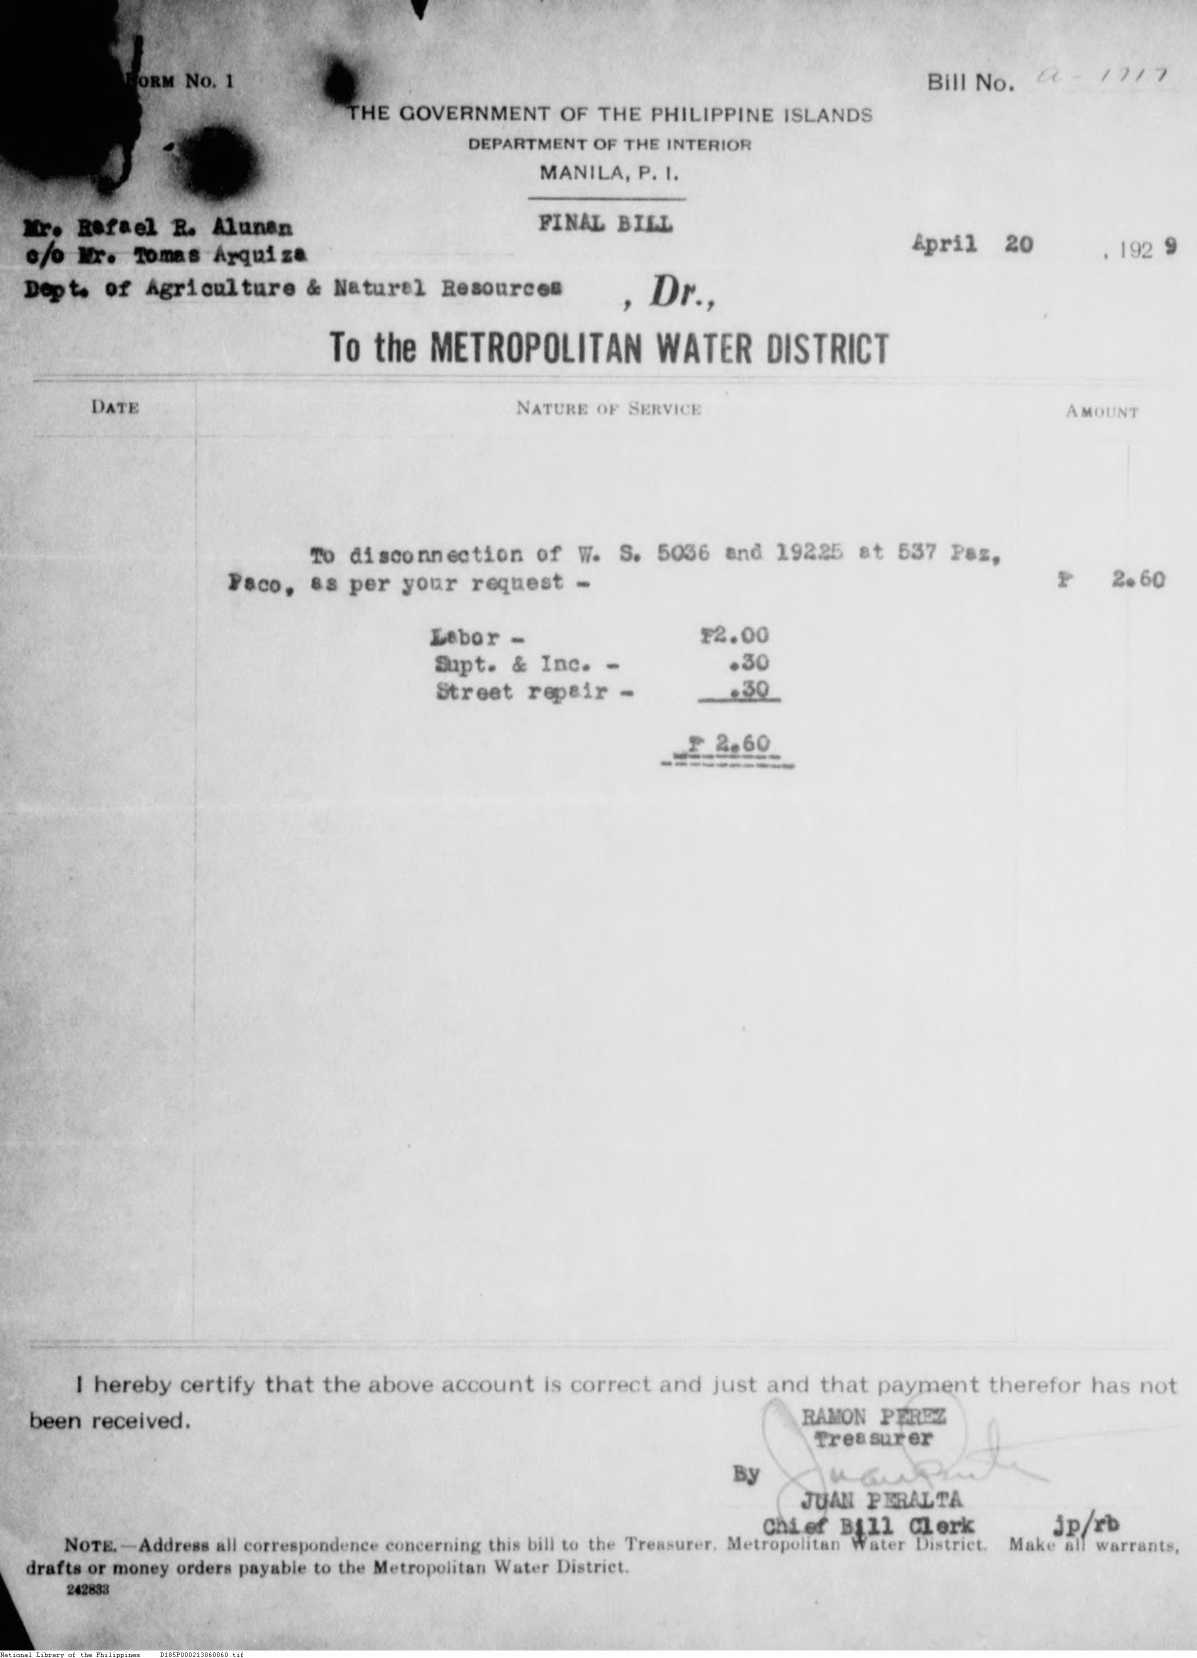 FORM No. 1
Bill No. a-1717
THE GOVERNMENT OF THE PHILIPPINE ISLANDS
DEPARTMENT OF THE INTERIOR
MANILA, P. I.
FINAL BILL
Mr. Rafael R. Alunan
c/o Mr. Tomas Arquiza
April 20 , 1929
Dept. of Agriculture & Natural Resources , Dr.,
To the METROPOLITAN WATER DISTRICT
DATE NATURE OF SERVICE AMOUNT
To disconnection of W. S. 5036 and 19225 at 537 Paz,
Paco, as per your request - ₱ 2.60
Labor - ₱2.00
Supt. & Inc. - .30
Street repair - .30
₱ 2.60
I hereby certify that the above account is correct and just and that payment therefor has not
been received.
RAMON PEREZ
Treasurer
By
JUAN PERALTA
Chief Bill Clerk jp/rb
NOTE.—Address all correspondence concerning this bill to the Treasurer, Metropolitan Water District. Make all warrants,
drafts or money orders payable to the Metropolitan Water District.
242833
National Library of the Philippines D185P000213060060.tif